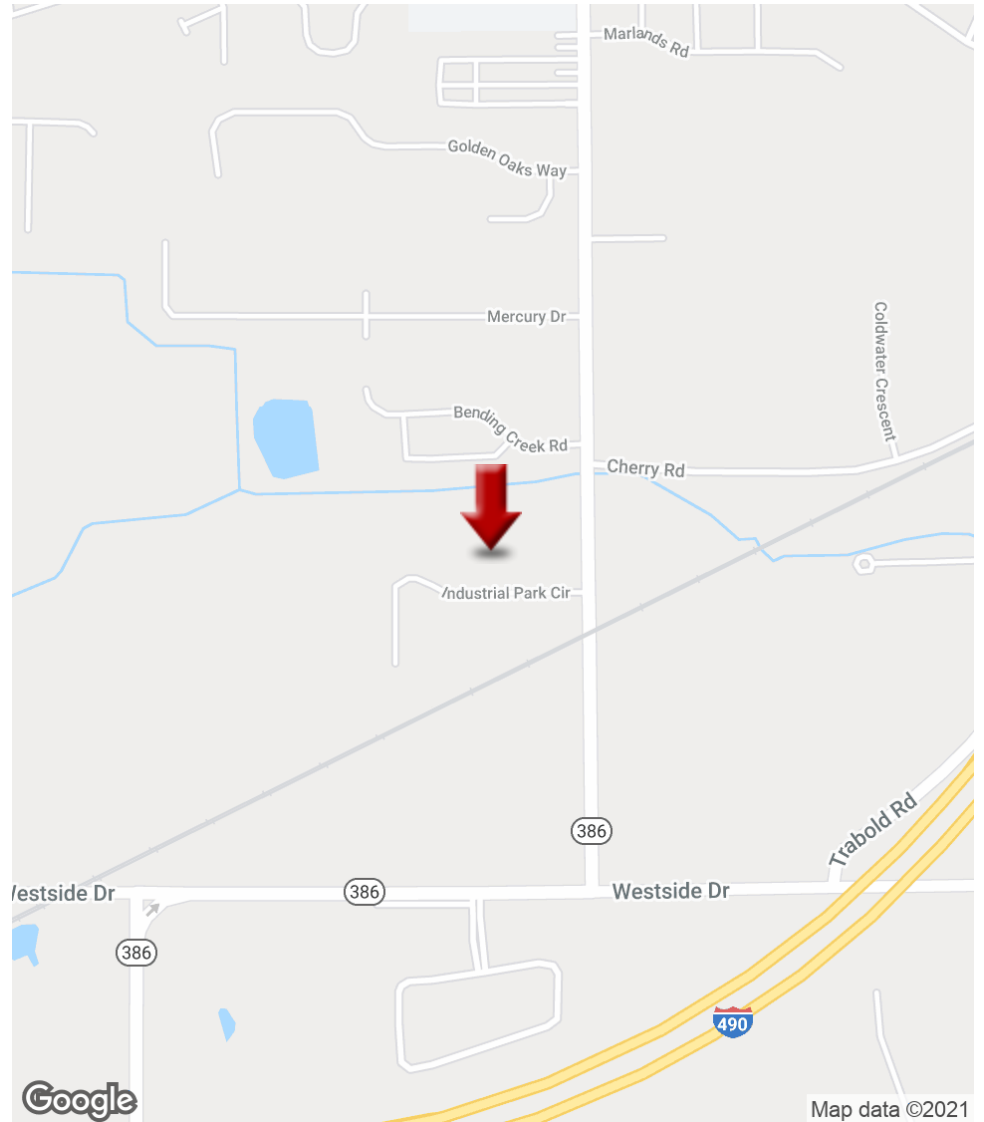 Marlands Rd
Golden Oaks Way
Mercury Dr
Coldwater Crescent
Bending Creek Rd
Cherry Rd
Industrial Park Cir
386
Trabold Rd
Westside Dr
386
Westside Dr
386
490
Google
Map data ©2021